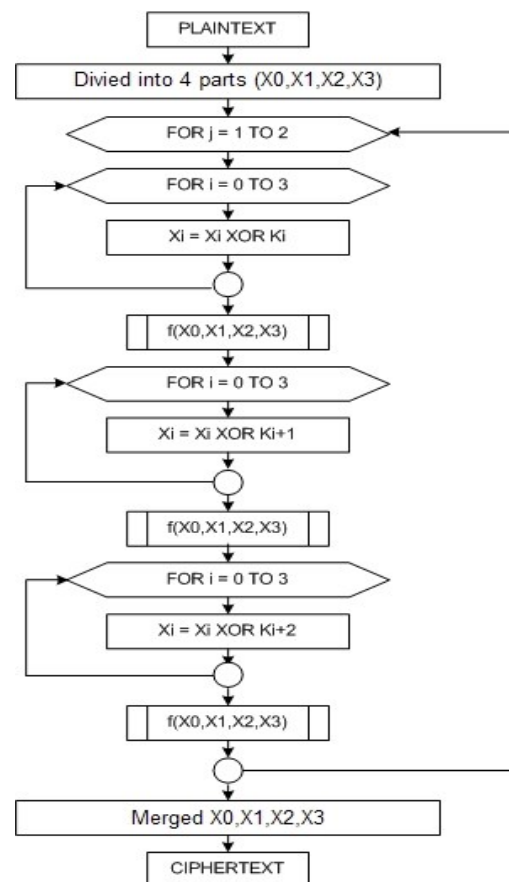 PLAINTEXT
Divied into 4 parts (X0,X1,X2,X3)
FOR j = 1 TO 2
FOR i = 0 TO 3
Xi = Xi XOR Ki
f(X0,X1,X2,X3)
FOR i = 0 TO 3
Xi = Xi XOR Ki+1
f(X0,X1,X2,X3)
FOR i = 0 TO 3
Xi = Xi XOR Ki+2
f(X0,X1,X2,X3)
Merged X0,X1,X2,X3
CIPHERTEXT